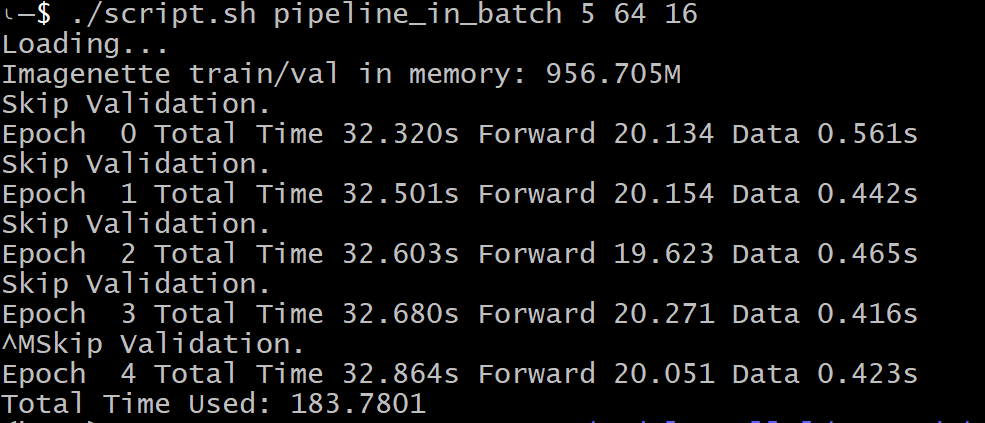 ╰─$ ./script.sh pipeline_in_batch 5 64 16
Loading...
Imagenette train/val in memory: 956.705M
Skip Validation.
Epoch  0 Total Time 32.320s Forward 20.134 Data 0.561s
Skip Validation.
Epoch  1 Total Time 32.501s Forward 20.154 Data 0.442s
Skip Validation.
Epoch  2 Total Time 32.603s Forward 19.623 Data 0.465s
Skip Validation.
Epoch  3 Total Time 32.680s Forward 20.271 Data 0.416s
^MSkip Validation.
Epoch  4 Total Time 32.864s Forward 20.051 Data 0.423s
Total Time Used: 183.7801